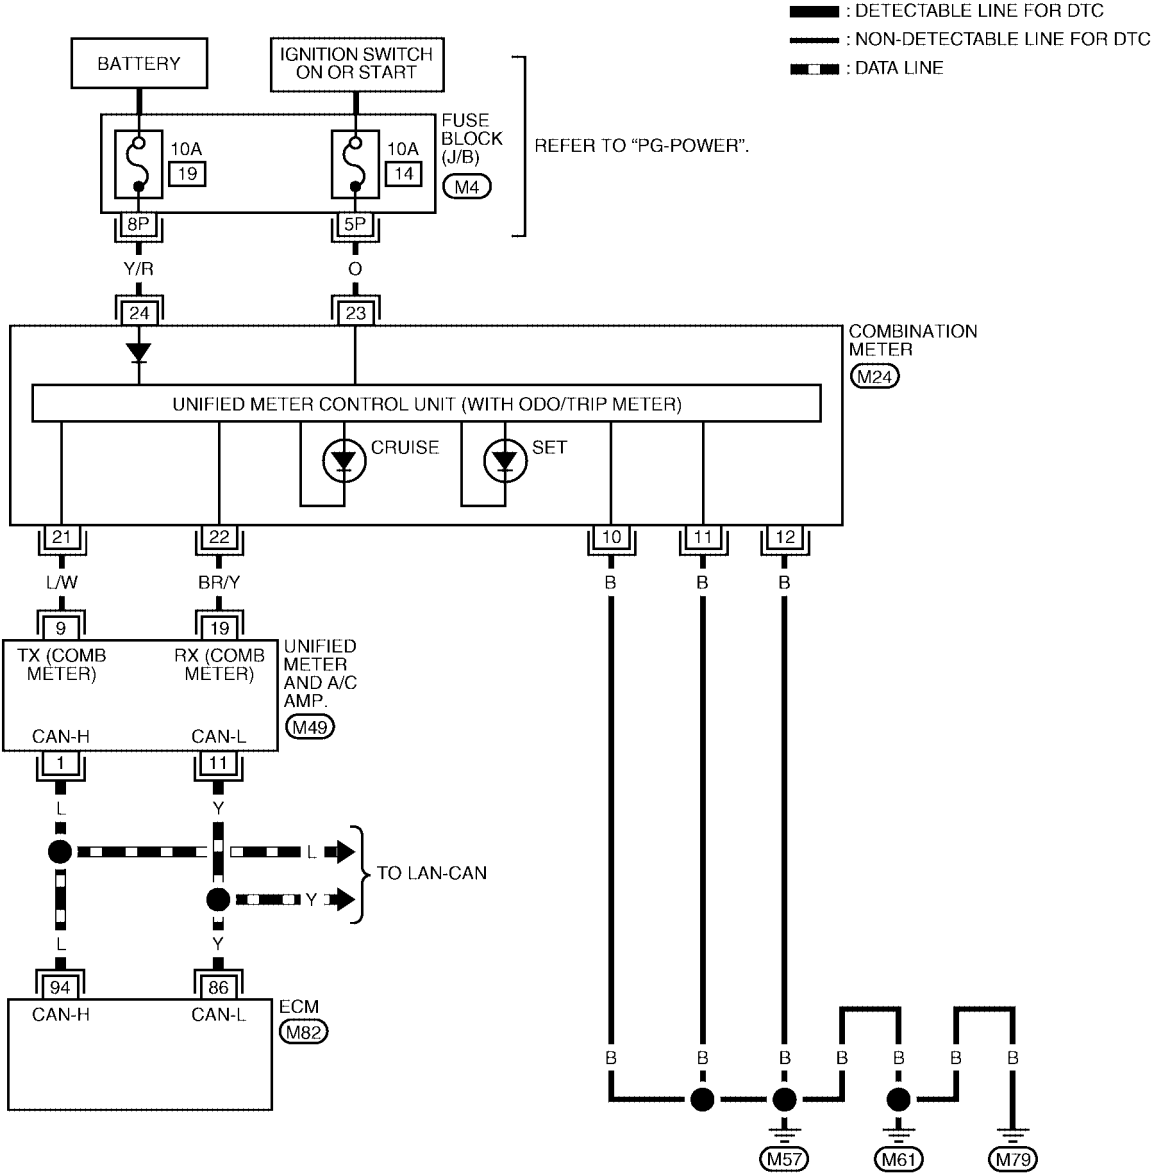 : DETECTABLE LINE FOR DTC
: NON-DETECTABLE LINE FOR DTC
: DATA LINE
BATTERY
IGNITION SWITCH
ON OR START
FUSE
BLOCK
(J/B)
M4
10A
19
10A
14
REFER TO “PG-POWER”.
8P
5P
Y/R
O
24
23
COMBINATION
METER
M24
UNIFIED METER CONTROL UNIT (WITH ODO/TRIP METER)
CRUISE
SET
21
22
10
11
12
L/W
BR/Y
B
B
B
9
19
TX (COMB
METER)
RX (COMB
METER)
UNIFIED
METER
AND A/C
AMP.
M49
CAN-H
CAN-L
1
11
L
Y
L
Y
TO LAN-CAN
L
Y
94
86
CAN-H
CAN-L
ECM
M82
B
B
B
B
B
B
B
M57
M61
M79